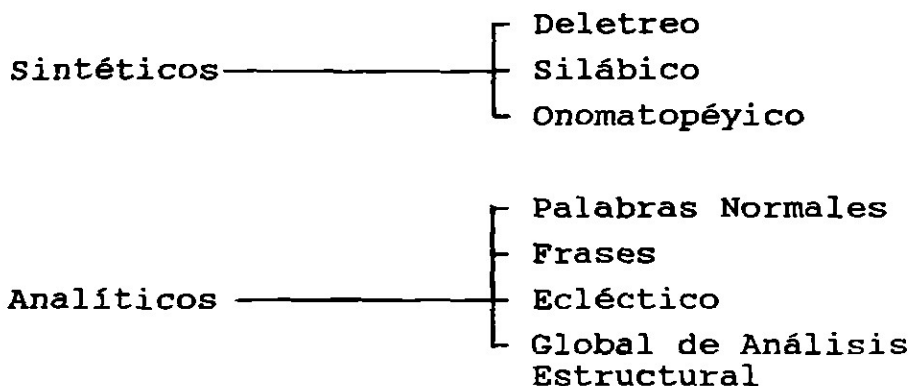 Deletreo
Sintéticos
Silábico
Onomatopéyico
Palabras Normales
Frases
Analíticos
Ecléctico
Global de Análisis
Estructural